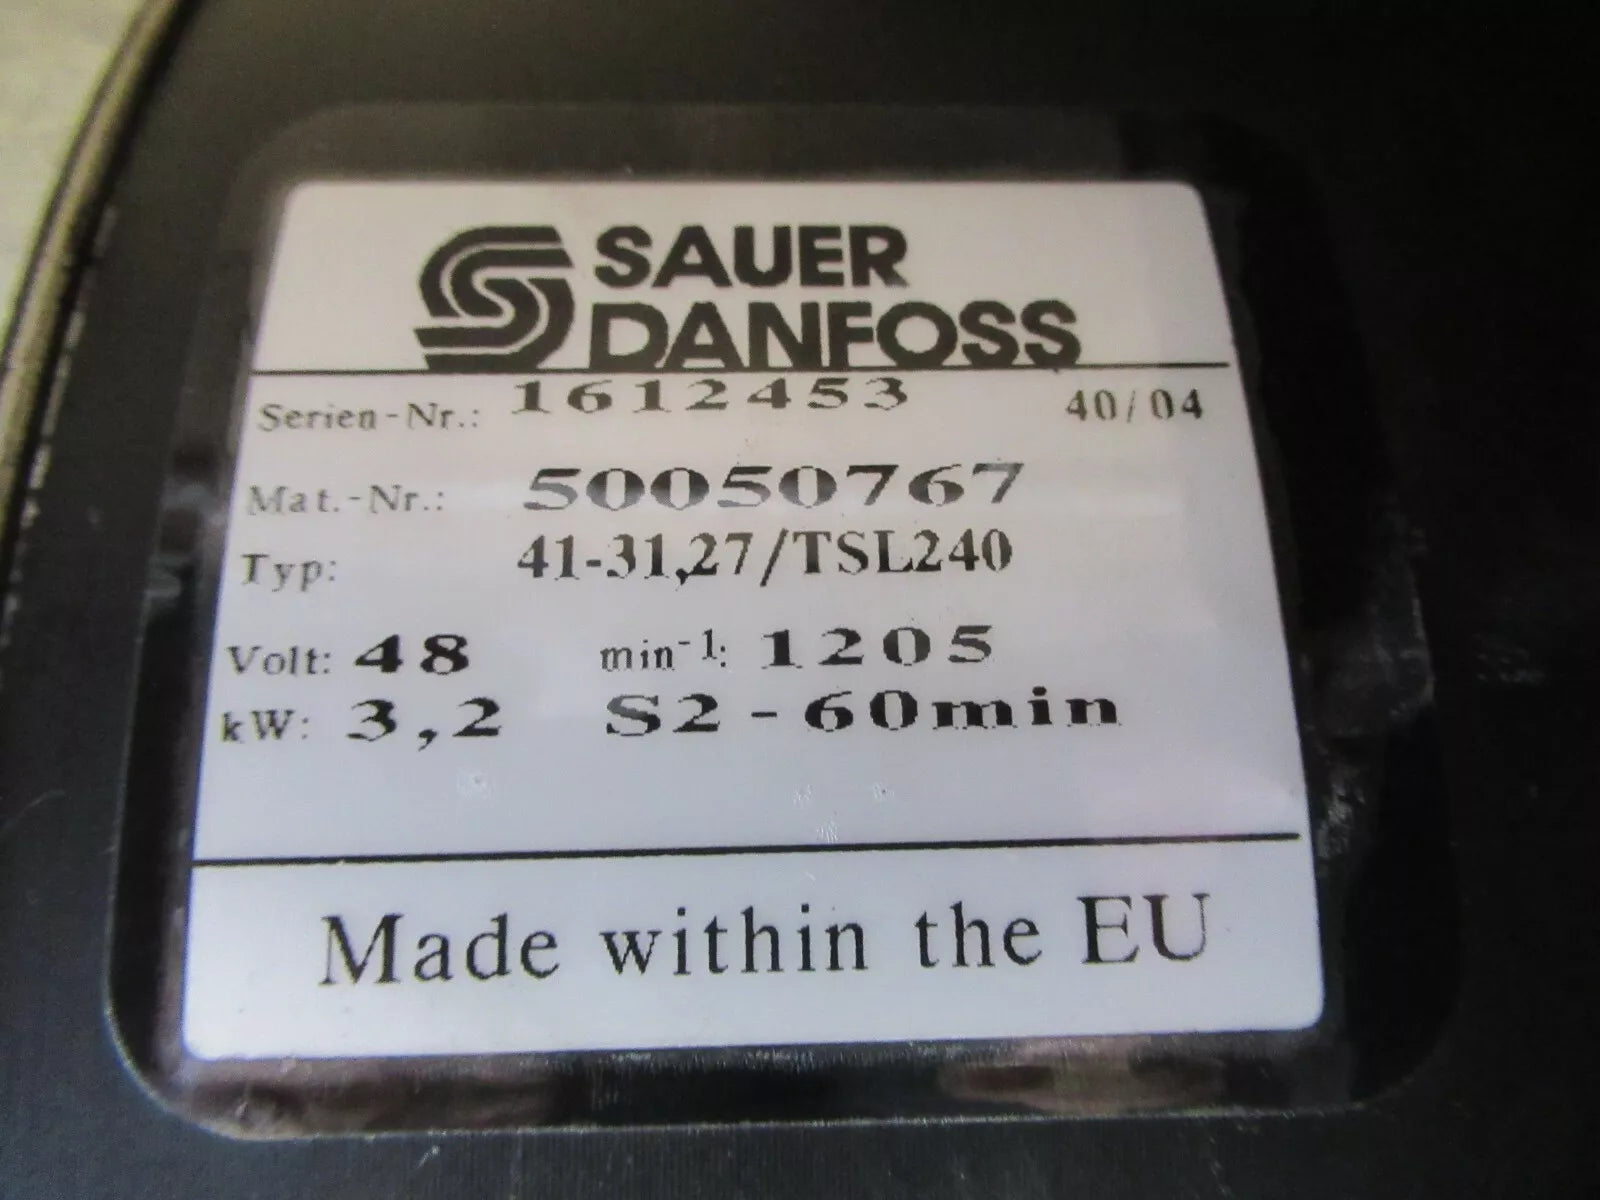 SAUER
DANFOSS
Serien-Nr.: 1612453 40/04
Mat.-Nr.: 50050767
Typ: 41-31,27/TSL240
Volt: 48 min-1: 1205
kW: 3,2 S2-60min
Made within the EU